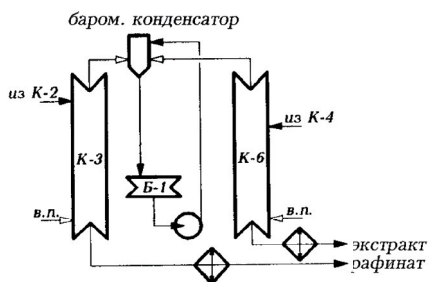 баром. конденсатор
из К-2
из К-4
К-3
К-6
Б-1
в.п.
в.п.
экстракт
рафинат